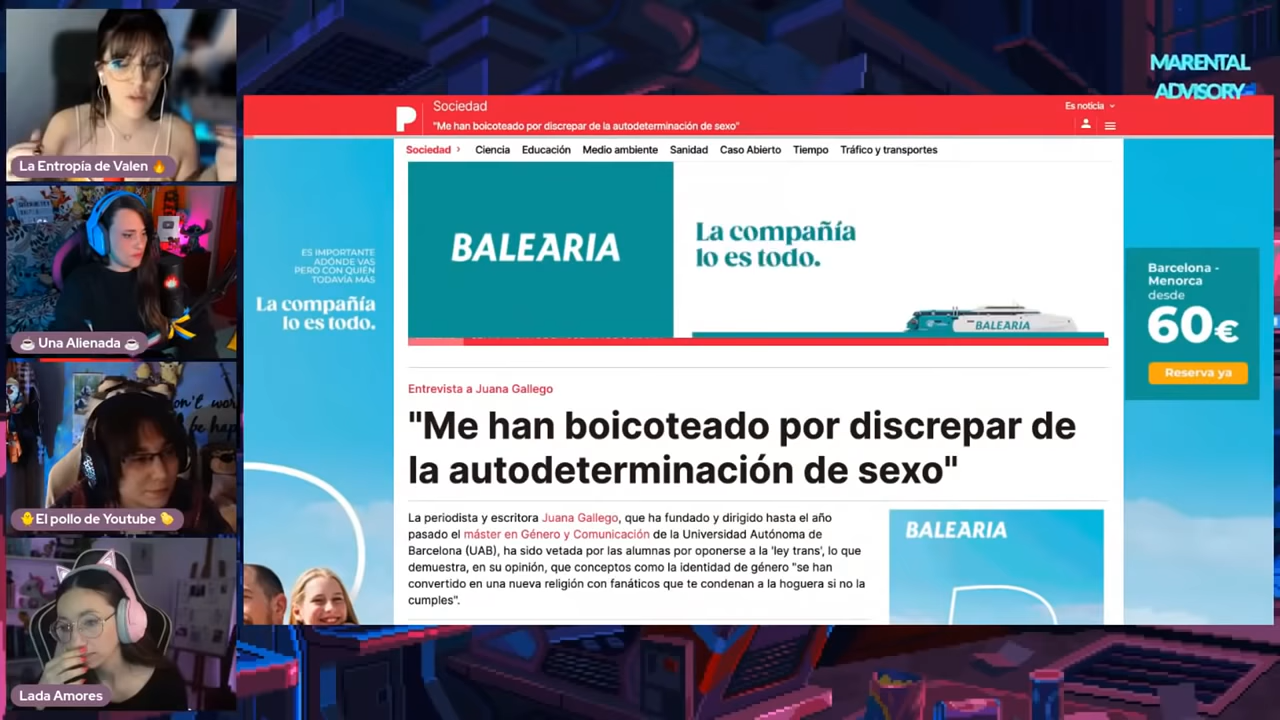 La Entropía de Valen 🔥
☕ Una Alienada ☕
🐥El pollo de Youtube 🐤
Lada Amores
MARENTAL
ADVISORY
P
Sociedad
"Me han boicoteado por discrepar de la autodeterminación de sexo"
Es noticia
Sociedad
Ciencia
Educación
Medio ambiente
Sanidad
Caso Abierto
Tiempo
Tráfico y transportes
BALEARIA
La compañía
lo es todo.
BALEARIA
ES IMPORTANTE
ADÓNDE VAS
PERO CON QUIÉN
TODAVÍA MÁS
La compañía
lo es todo.
Barcelona -
Menorca
desde
60€
Reserva ya
Entrevista a Juana Gallego
"Me han boicoteado por discrepar de
la autodeterminación de sexo"
La periodista y escritora Juana Gallego, que ha fundado y dirigido hasta el año
pasado el máster en Género y Comunicación de la Universidad Autónoma de
Barcelona (UAB), ha sido vetada por las alumnas por oponerse a la 'ley trans', lo que
demuestra, en su opinión, que conceptos como la identidad de género "se han
convertido en una nueva religión con fanáticos que te condenan a la hoguera si no la
cumples".
BALEARIA